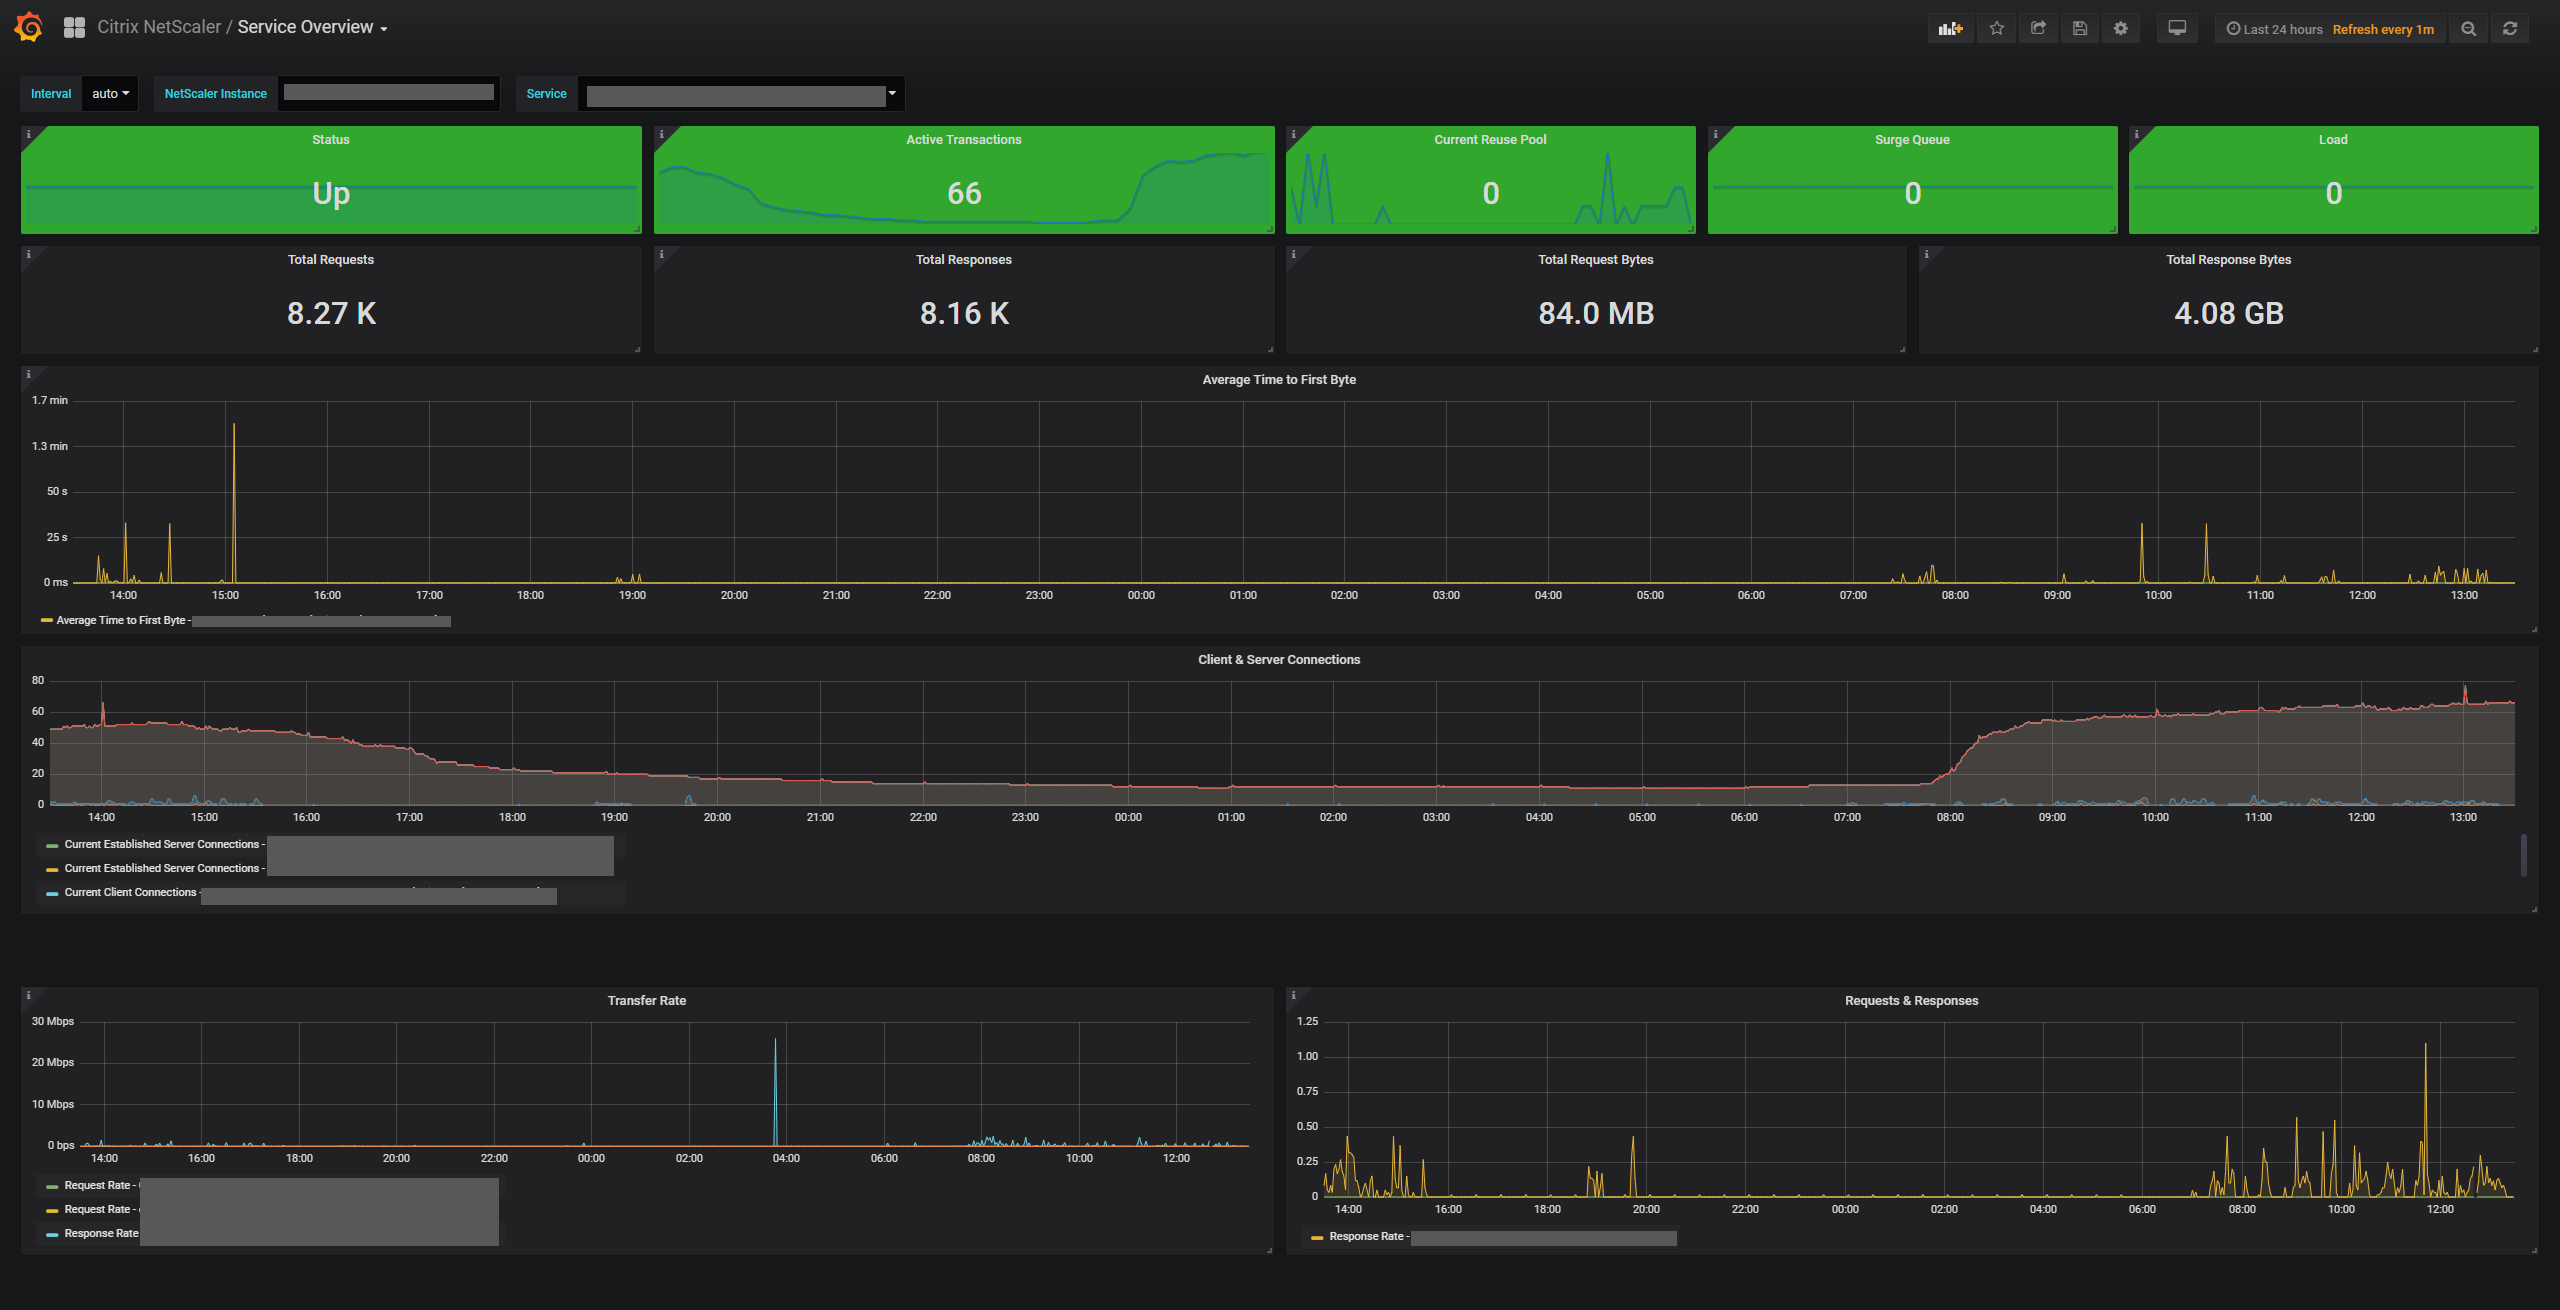 Citrix NetScaler / Service Overview
Last 24 hours Refresh every 1m
Interval auto NetScaler Instance Service
Status Active Transactions Current Reuse Pool Surge Queue Load
Up 66 0 0 0
Total Requests Total Responses Total Request Bytes Total Response Bytes
8.27 K 8.16 K 84.0 MB 4.08 GB
Average Time to First Byte
1.7 min
1.3 min
50 s
25 s
0 ms
14:00 15:00 16:00 17:00 18:00 19:00 20:00 21:00 22:00 23:00 00:00 01:00 02:00 03:00 04:00 05:00 06:00 07:00 08:00 09:00 10:00 11:00 12:00 13:00
Average Time to First Byte -
Client & Server Connections
80
60
40
20
0
14:00 15:00 16:00 17:00 18:00 19:00 20:00 21:00 22:00 23:00 00:00 01:00 02:00 03:00 04:00 05:00 06:00 07:00 08:00 09:00 10:00 11:00 12:00 13:00
Current Established Server Connections -
Current Established Server Connections -
Current Client Connections -
Transfer Rate
30 Mbps
20 Mbps
10 Mbps
0 bps
14:00 16:00 18:00 20:00 22:00 00:00 02:00 04:00 06:00 08:00 10:00 12:00
Request Rate -
Request Rate -
Response Rate
Requests & Responses
1.25
1.00
0.75
0.50
0.25
0
14:00 16:00 18:00 20:00 22:00 00:00 02:00 04:00 06:00 08:00 10:00 12:00
Response Rate -